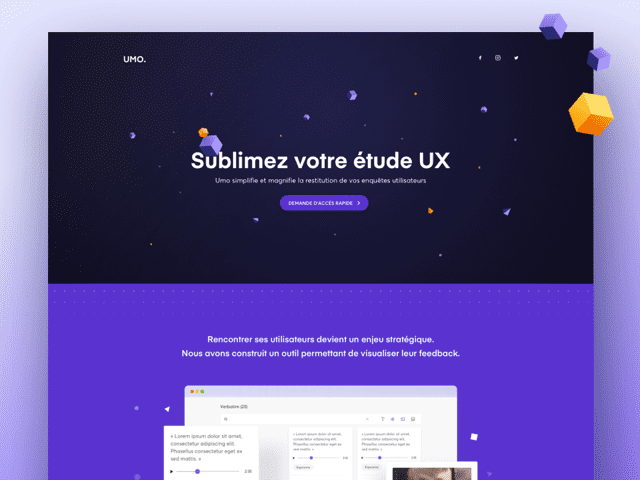 UMO.
Sublimez votre étude UX
Umo simplifie et magnifie la restitution de vos enquêtes utilisateurs
DEMANDE D'ACCÈS RAPIDE
Rencontrer ses utilisateurs devient un enjeu stratégique.
Nous avons construit un outil permettant de visualiser leur feedback.
Verbatim (23)
« Lorem ipsum dolor sit amet,
consectetur adipiscing elit.
Phasellus consectetur eget ex
sed mattis. »
« Lorem ipsum dolor sit amet,
consectetur adipiscing elit.
Phasellus consectetur eget ex
sed mattis. »
« Lorem ipsum dolor sit amet,
consectetur adipiscing elit.
Phasellus consectetur eget ex
sed mattis. »